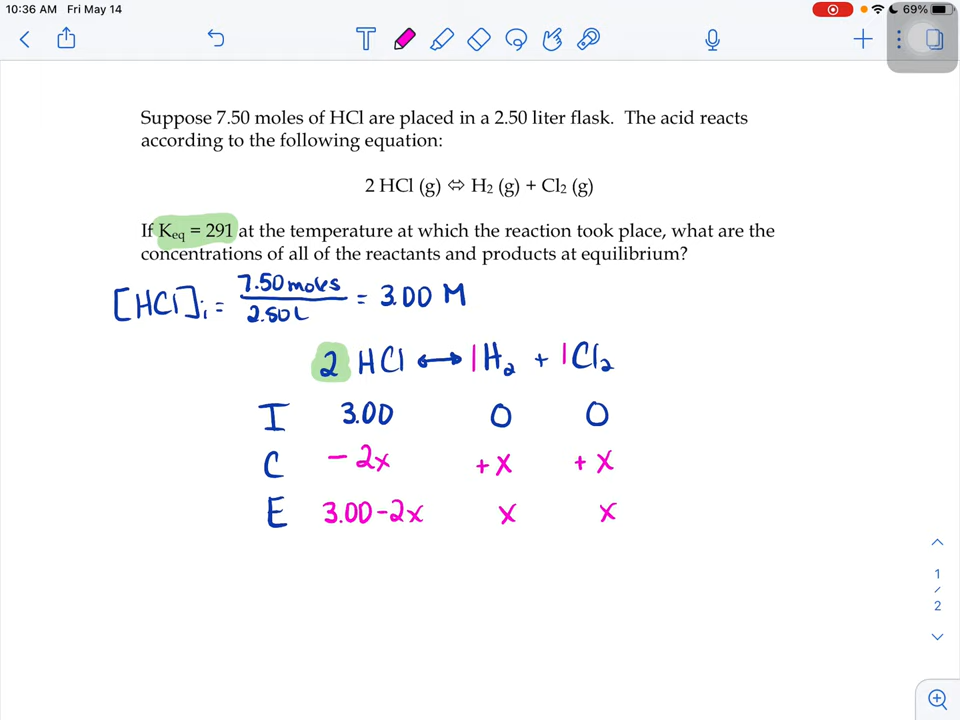 10:36 AM Fri May 14 69%
T
Suppose 7.50 moles of HCl are placed in a 2.50 liter flask. The acid reacts
according to the following equation:
2 HCl (g) ⇔ H₂ (g) + Cl₂ (g)
If Keq = 291 at the temperature at which the reaction took place, what are the
concentrations of all of the reactants and products at equilibrium?
[HCl]i = 7.50 moles / 2.50 L = 3.00 M
2 HCl ↔ 1H₂ + 1Cl₂
I 3.00 0 0
C - 2x + x + x
E 3.00-2x x x
1
/
2